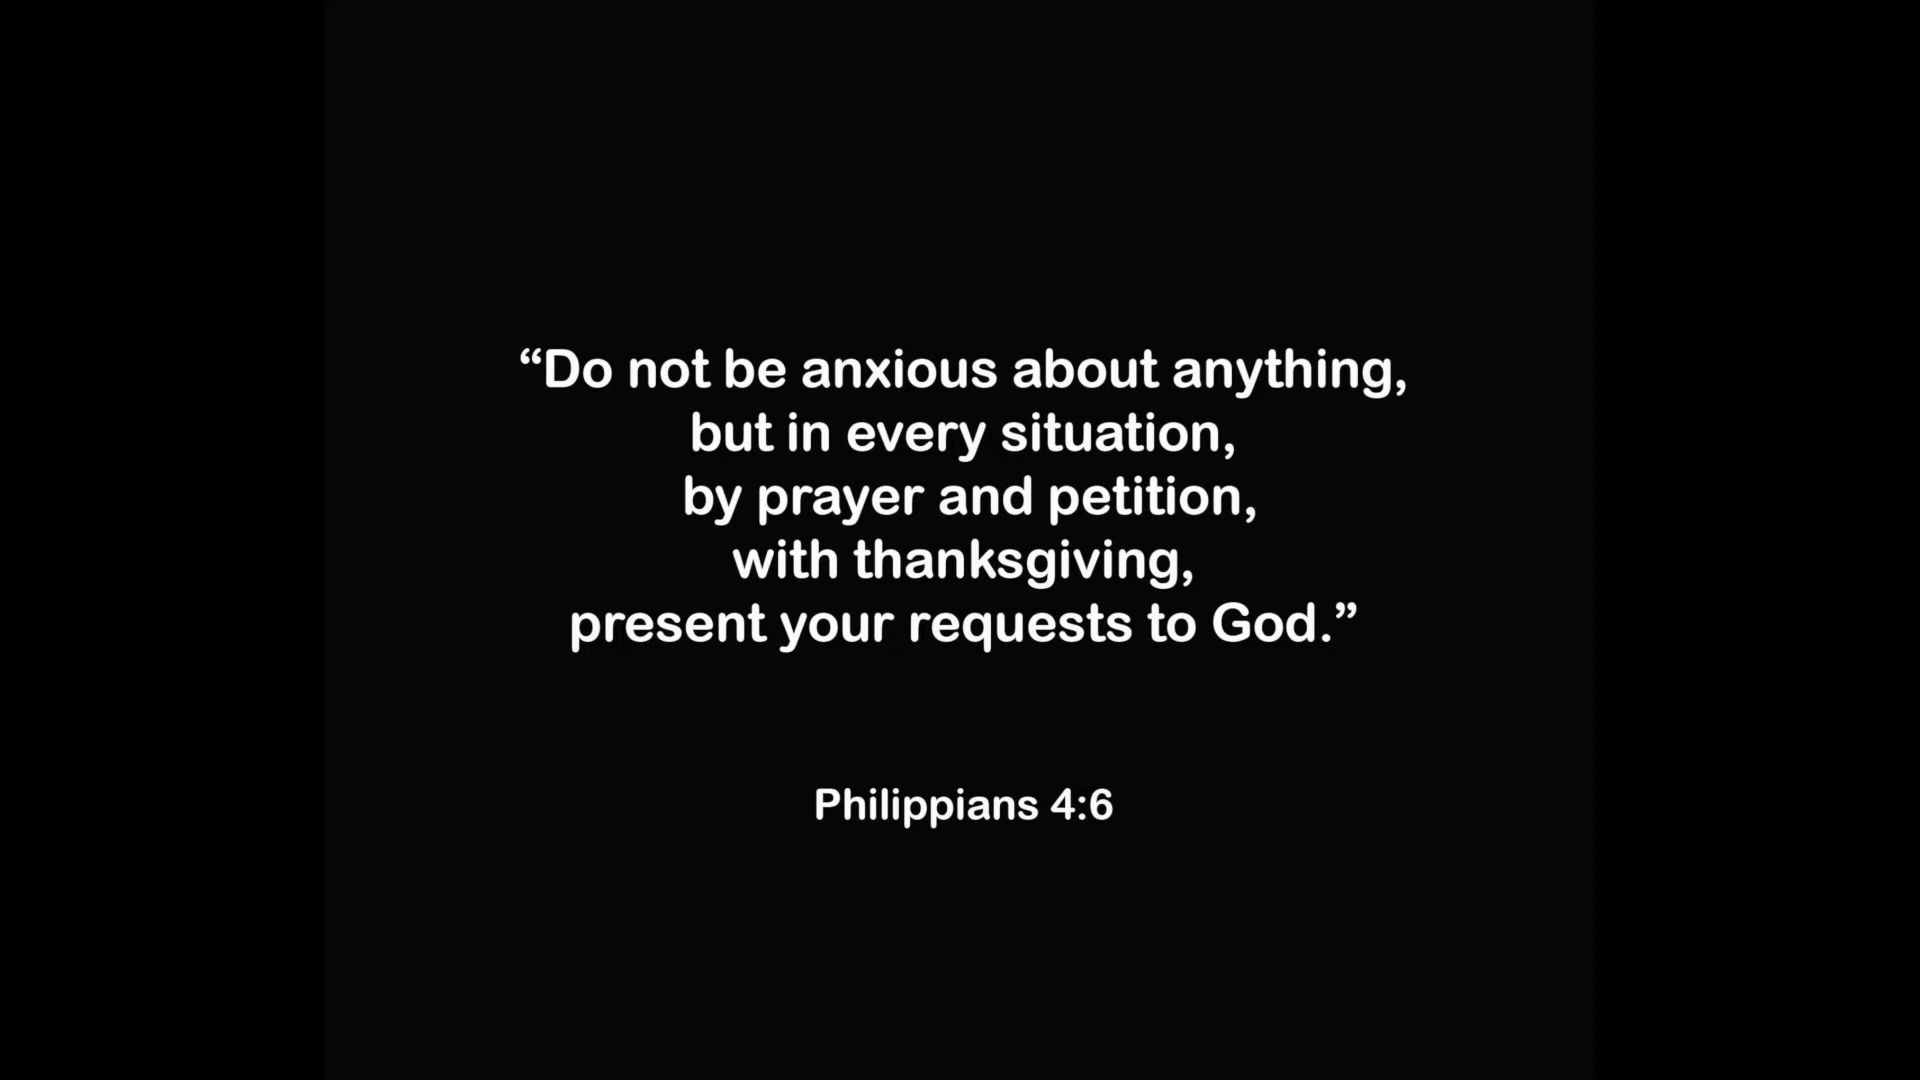 “Do not be anxious about anything,
but in every situation,
by prayer and petition,
with thanksgiving,
present your requests to God.”
Philippians 4:6